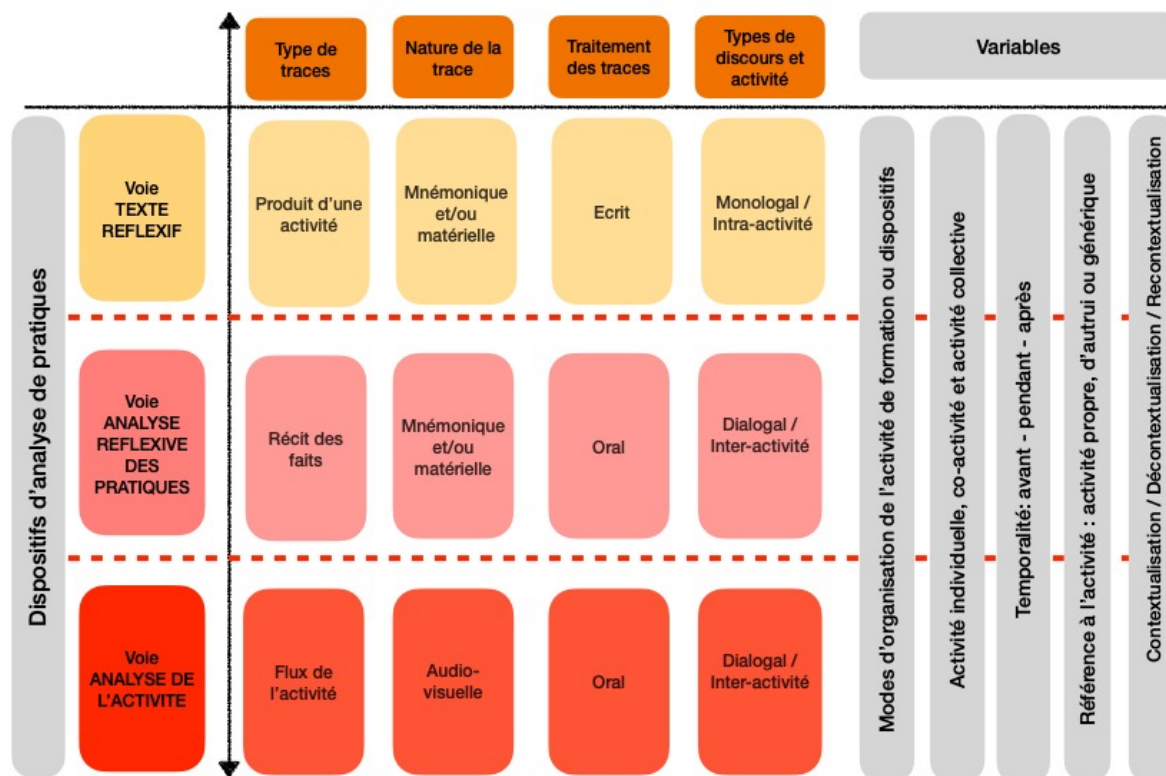 Type de
traces
Nature de la
trace
Traitement
des traces
Types de
discours et
activité
Variables
Dispositifs d'analyse de pratiques
Voie
TEXTE
REFLEXIF
Produit d'une
activité
Mnémonique
et/ou
matérielle
Ecrit
Monologal /
Intra-activité
Voie
ANALYSE
REFLEXIVE
DES
PRATIQUES
Récit des
faits
Mnémonique
et/ou
matérielle
Oral
Dialogal /
Inter-activité
Voie
ANALYSE DE
L'ACTIVITE
Flux de
l'activité
Audio-
visuelle
Oral
Dialogal /
Inter-activité
Modes d'organisation de l'activité de formation ou dispositifs
Activité individuelle, co-activité et activité collective
Temporalité: avant - pendant - après
Référence à l'activité : activité propre, d'autrui ou générique
Contextualisation / Décontextualisation / Recontextualisation